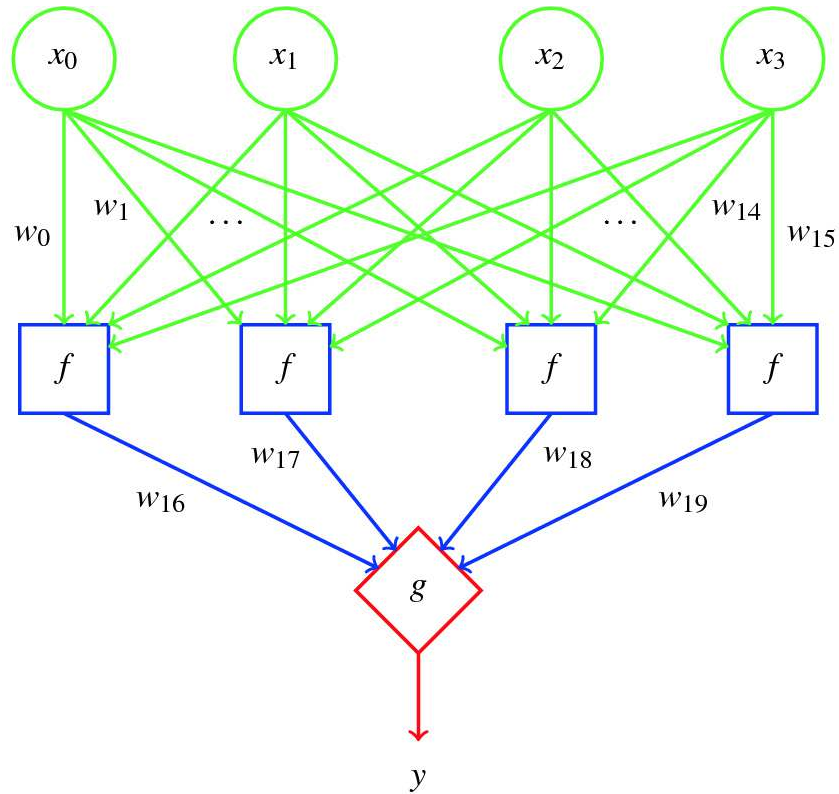 x₀ x₁ x₂ x₃
w₀ w₁ … … w₁₄ w₁₅
f f f f
w₁₆ w₁₇ w₁₈ w₁₉
g
y